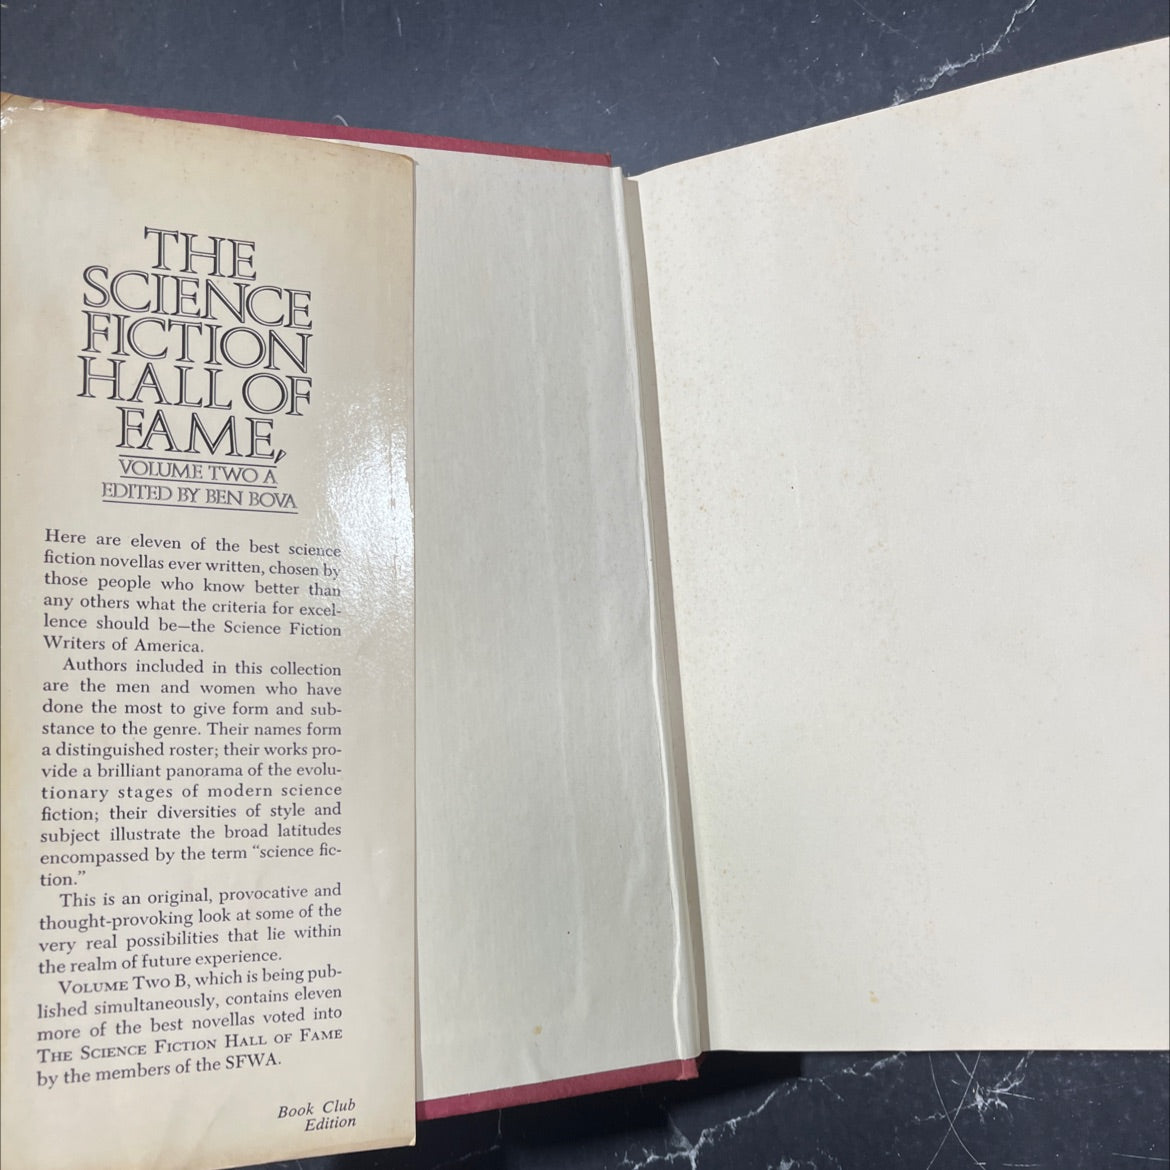 THE
SCIENCE
FICTION
HALL OF
FAME,
VOLUME TWO A
EDITED BY BEN BOVA
Here are eleven of the best science
fiction novellas ever written, chosen by
those people who know better than
any others what the criteria for excel-
lence should be—the Science Fiction
Writers of America.
Authors included in this collection
are the men and women who have
done the most to give form and sub-
stance to the genre. Their names form
a distinguished roster; their works pro-
vide a brilliant panorama of the evolu-
tionary stages of modern science
fiction; their diversities of style and
subject illustrate the broad latitudes
encompassed by the term “science fic-
tion.”
This is an original, provocative and
thought-provoking look at some of the
very real possibilities that lie within
the realm of future experience.
VOLUME TWO B, which is being pub-
lished simultaneously, contains eleven
more of the best novellas voted into
THE SCIENCE FICTION HALL OF FAME
by the members of the SFWA.
Book Club
Edition